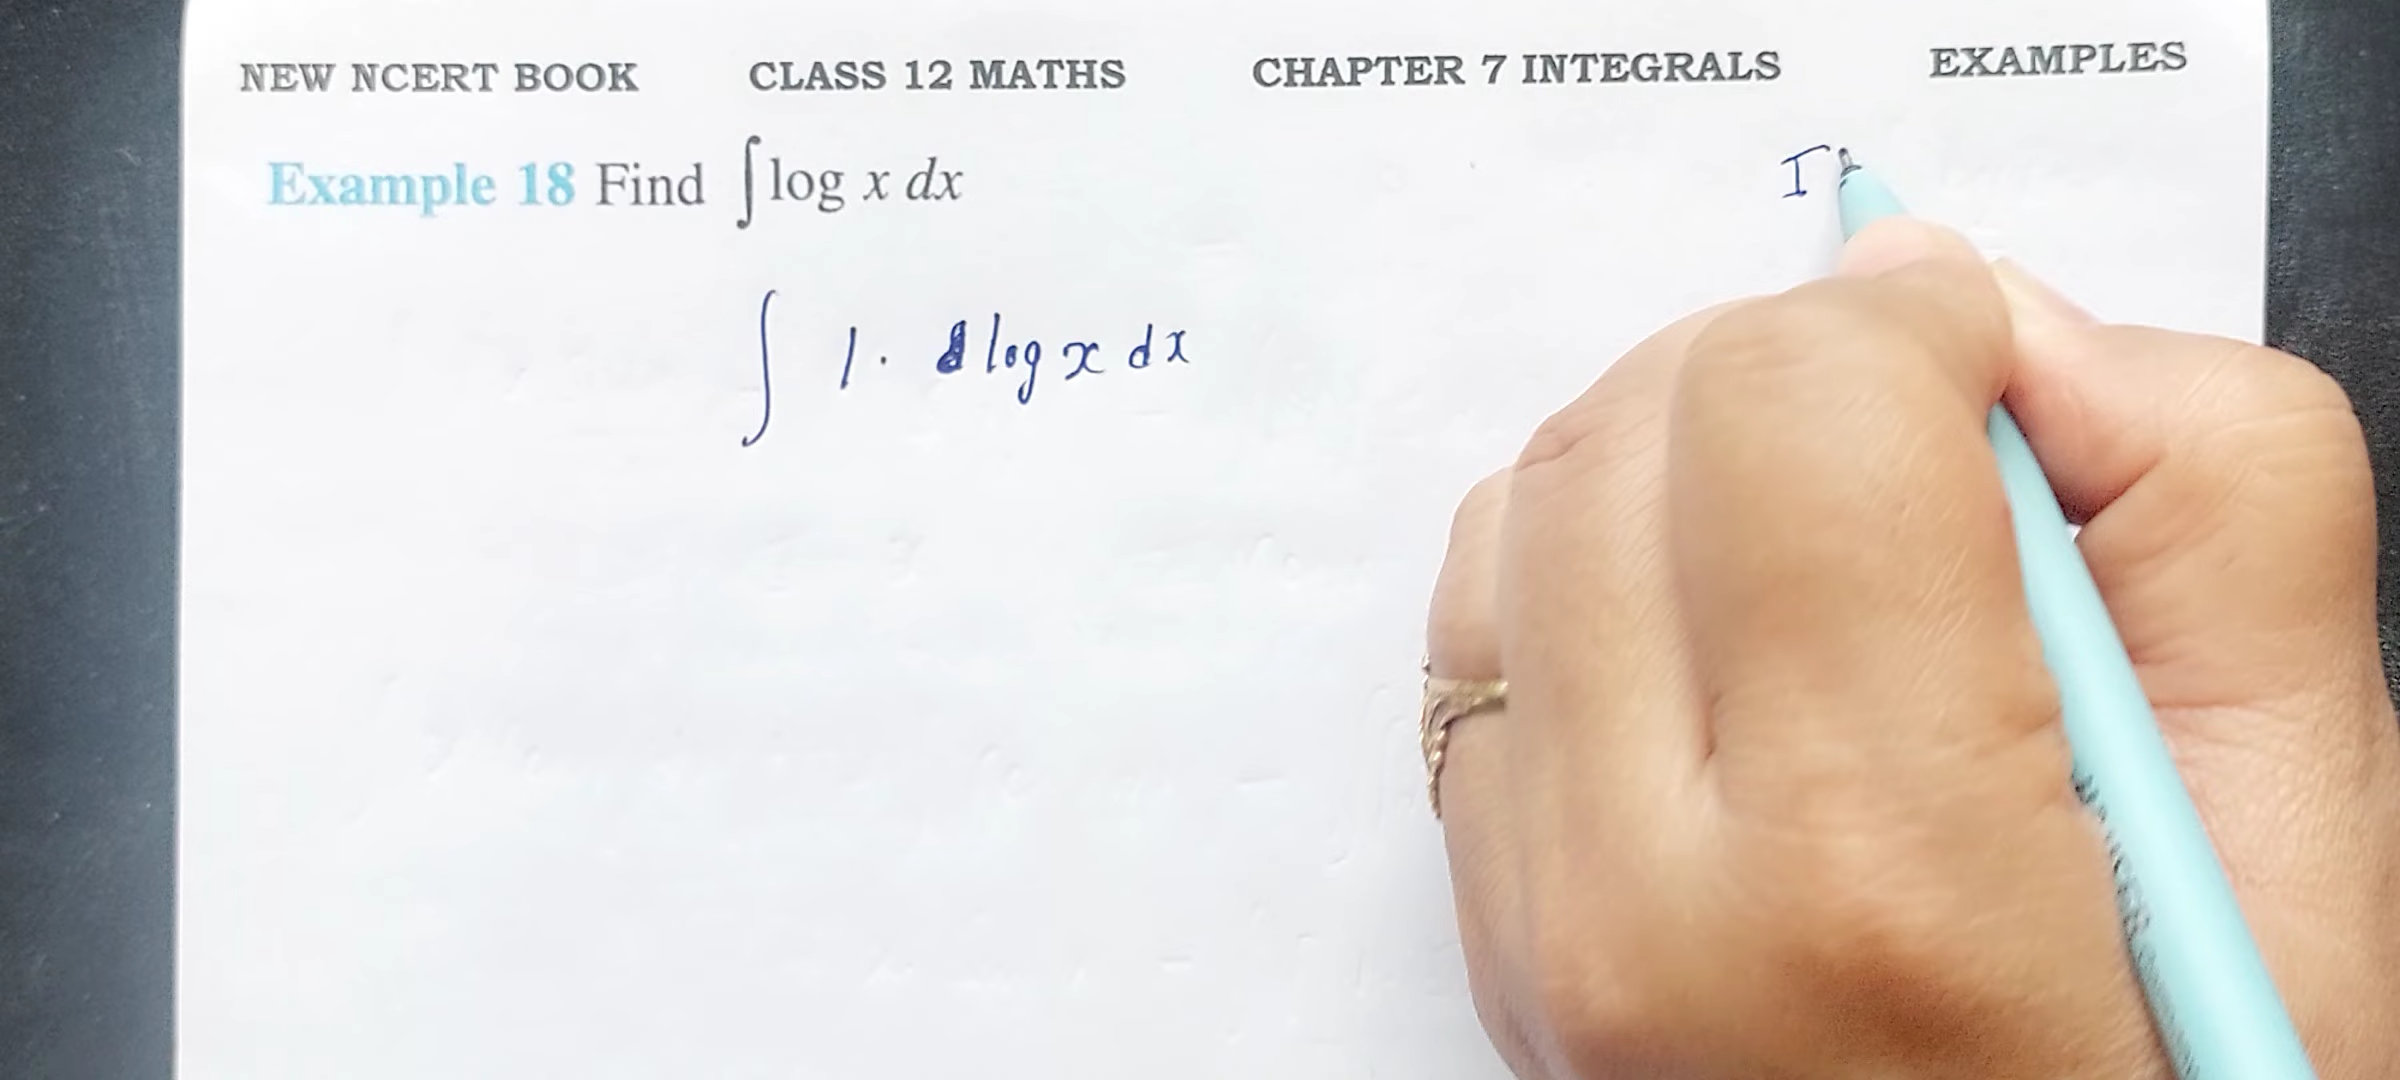 NEW NCERT BOOK CLASS 12 MATHS CHAPTER 7 INTEGRALS EXAMPLES
Example 18 Find ∫ log x dx
I
∫ 1. log x dx